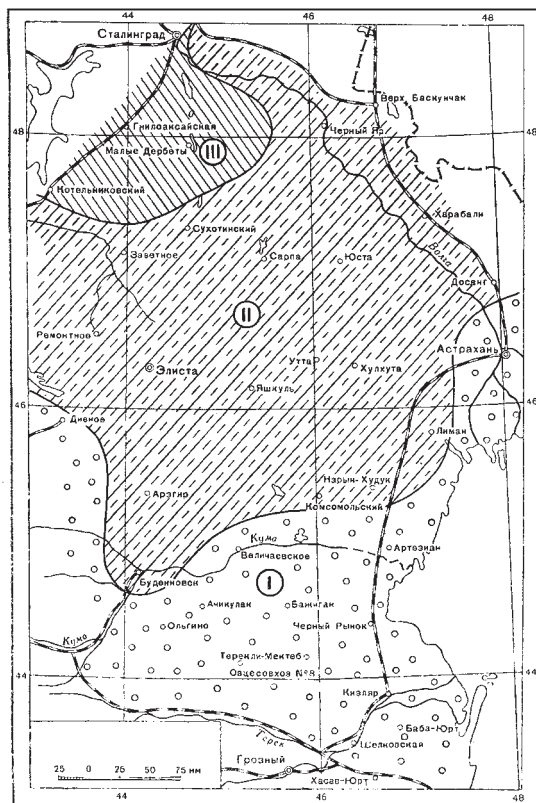 44
46
48
Сталинград
Верх. Баскунчак
48
Гнилоаксайская
Черный Яр
48
Малые Дербеты
III
Котельниковский
Харабали
Сухотинский
Волга
Заветное
Сарпа
Юста
Досанг
II
Ремонтное
Астрахань
Элиста
Утта
Хулхута
Яшкуль
46
46
Дивное
Лиман
Нарын-Худук
Арзгир
Комсомольский
Кума
Величаевское
Артезиан
Буденновск
I
Ачикулак
Бажиган
Ольгино
Черный Рынок
Кума
Терекли-Мектеб
44
Овцесовхоз №8
44
Кизляр
Баба-Юрт
Терек
Шелковская
25 0 25 50 75 км
Грозный
Хасав-Юрт
44
46
48